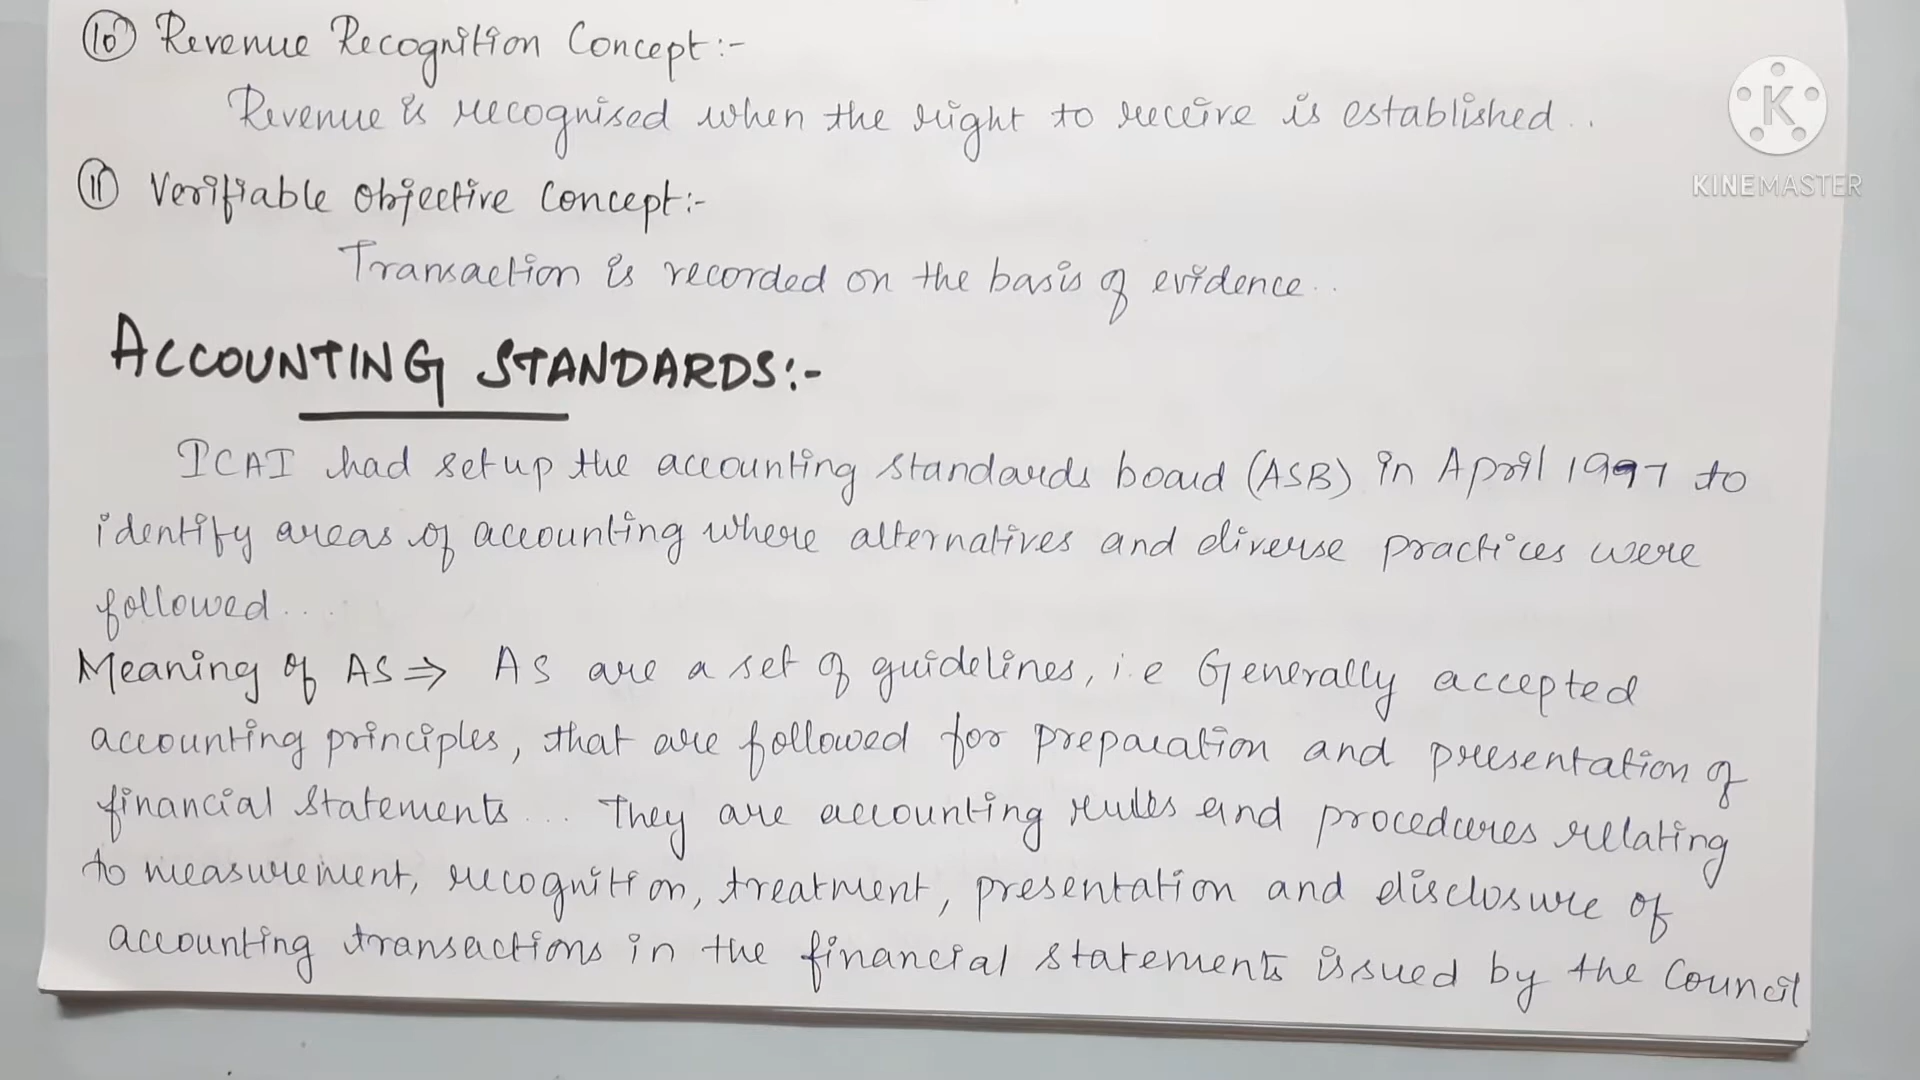 10 Revenue Recognition Concept:-
Revenue is recognised when the right to receive is established..
11 Verifiable objective Concept:-
Transaction is recorded on the basis of evidence..
ACCOUNTING STANDARDS:-
ICAI had set up the accounting standards board (ASB) in April 1997 to
identify areas of accounting where alternatives and diverse practices were
followed....
Meaning of AS ⇒ AS are a set of guidelines, i.e Generally accepted
accounting principles, that are followed for preparation and presentation of
financial statements... They are accounting rules and procedures relating
to measurement, recognition, treatment, presentation and disclosure of
accounting transactions in the financial statements issued by the Council
K
KINEMASTER